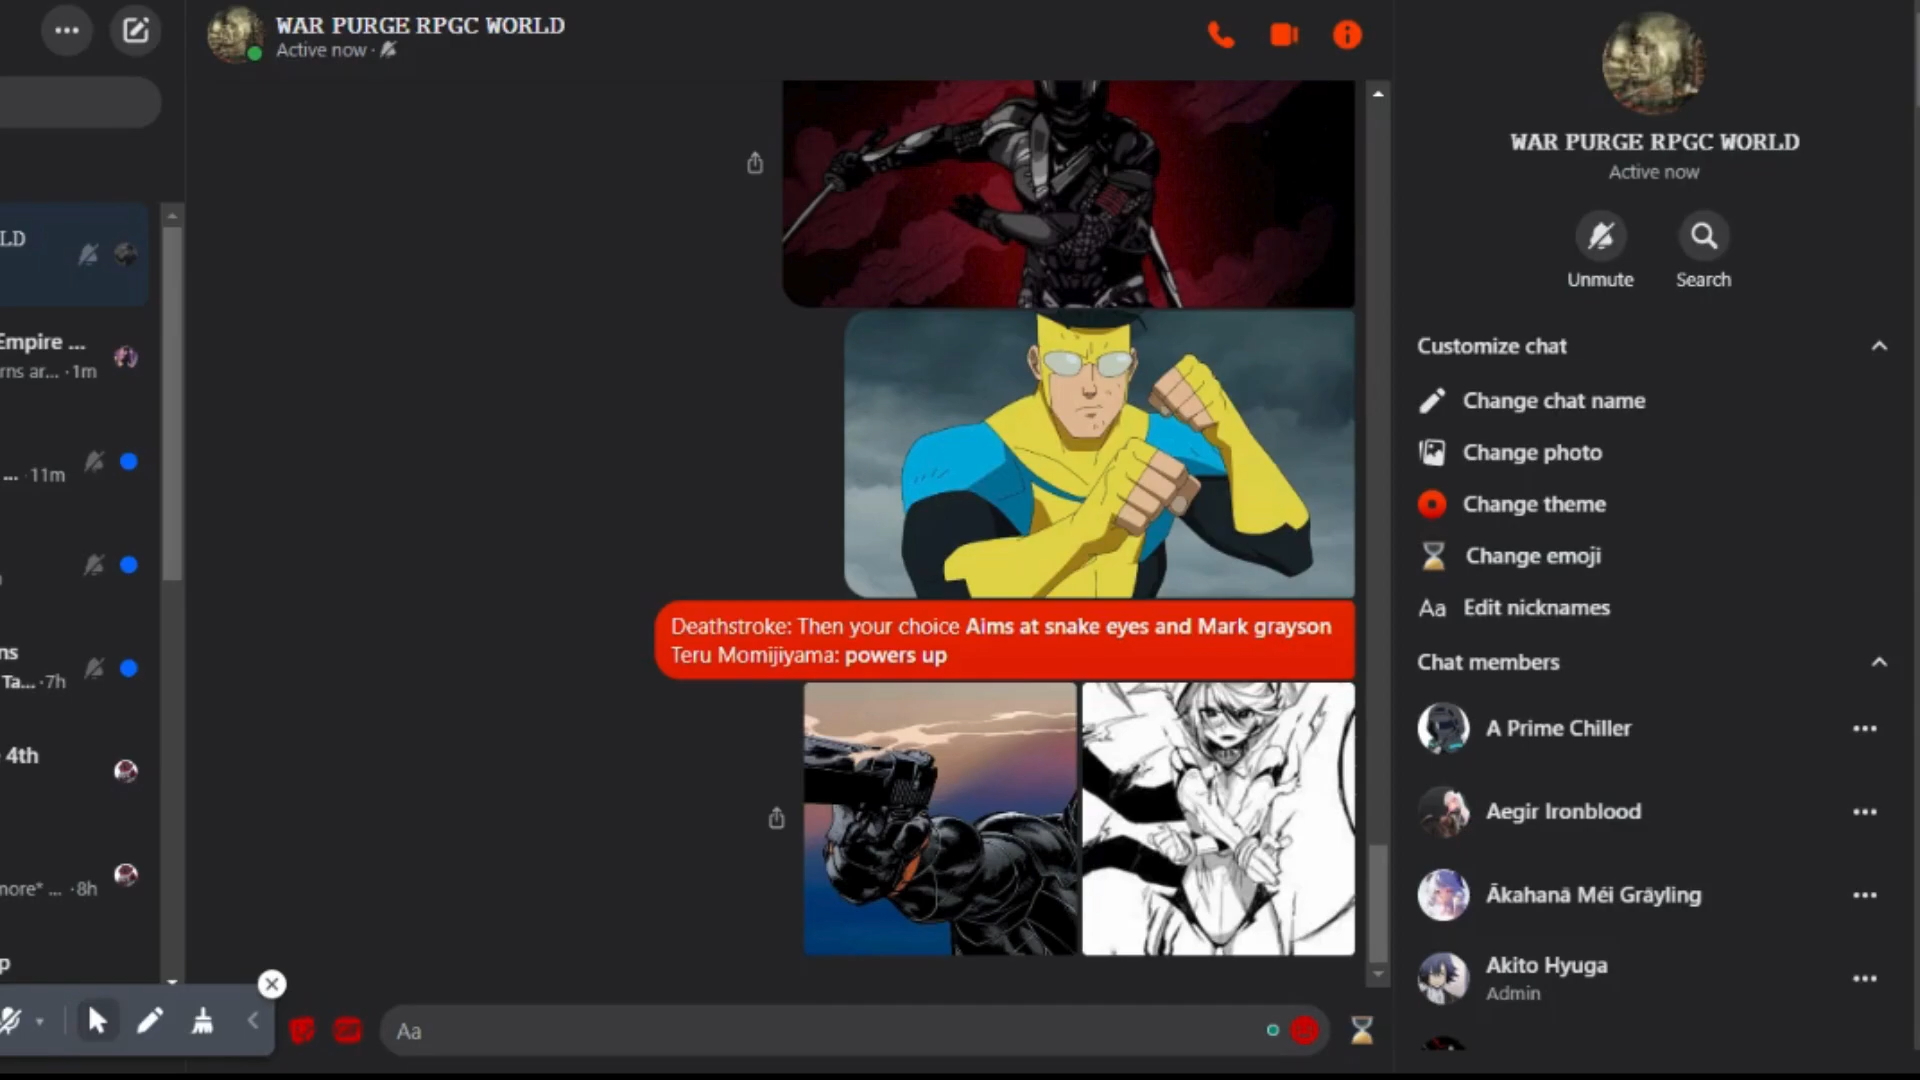 WAR PURGE RPGC WORLD
Active now ·
LD
Empire ...
rns ar... · 1m
... · 11m
ns
Ta... · 7h
4th
more* ... · 8h
p
Deathstroke: Then your choice Aims at snake eyes and Mark grayson
Teru Momijiyama: powers up
Aa
WAR PURGE RPGC WORLD
Active now
Unmute
Search
Customize chat
Change chat name
Change photo
Change theme
Change emoji
Aa Edit nicknames
Chat members
A Prime Chiller
Aegir Ironblood
Ākahanā Méi Grāyling
Akito Hyuga
Admin